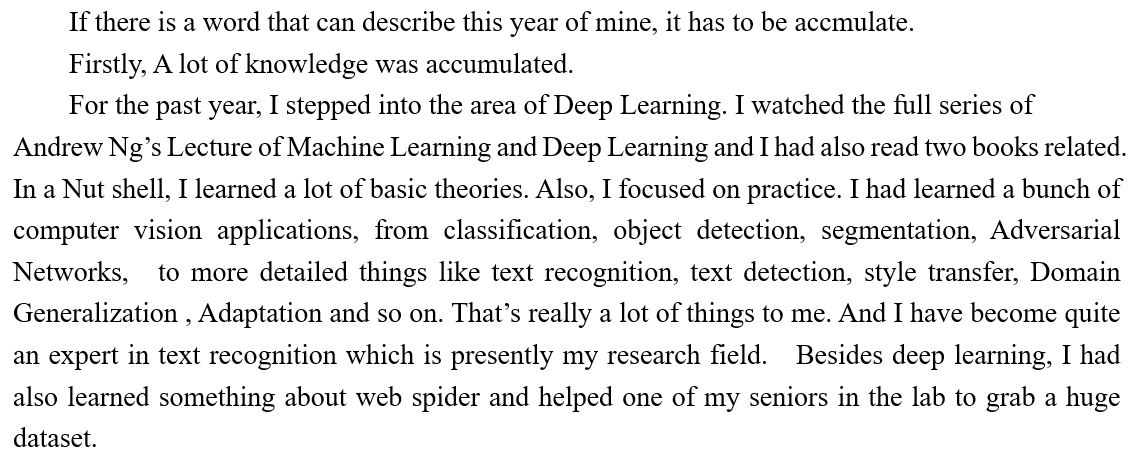 If there is a word that can describe this year of mine, it has to be accmulate.
Firstly, A lot of knowledge was accumulated.
For the past year, I stepped into the area of Deep Learning. I watched the full series of
Andrew Ng’s Lecture of Machine Learning and Deep Learning and I had also read two books related.
In a Nut shell, I learned a lot of basic theories. Also, I focused on practice. I had learned a bunch of
computer vision applications, from classification, object detection, segmentation, Adversarial
Networks,   to more detailed things like text recognition, text detection, style transfer, Domain
Generalization , Adaptation and so on. That’s really a lot of things to me. And I have become quite
an expert in text recognition which is presently my research field.   Besides deep learning, I had
also learned something about web spider and helped one of my seniors in the lab to grab a huge
dataset.